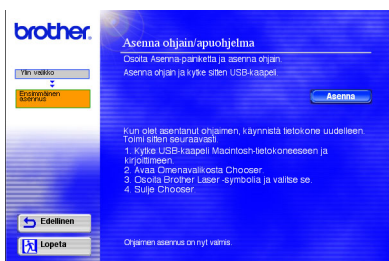 brother.
Asenna ohjain/apuohjelma
Osoita Asenna-painiketta ja asenna ohjain.
Asenna ohjain ja kytke sitten USB-kaapeli.
Ylin valikko
Ensimmäinen
asennus
Asenna
Kun olet asentanut ohjaimen, käynnistä tietokone uudelleen.
Toimi sitten seuraavasti.
1. Kytke USB-kaapeli Macintosh-tietokoneeseen ja
kirjoittimeen.
2. Avaa Omenavalikosta Chooser.
3. Osoita Brother Laser -symbolia ja valitse se.
4. Sulje Chooser.
Edellinen
Lopeta
Ohjaimen asennus on nyt valmis.